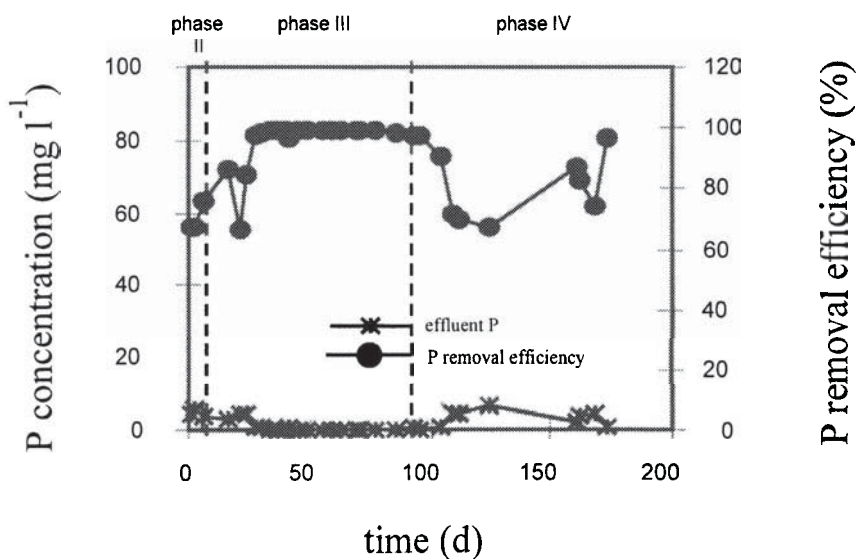 phase II
phase III
phase IV
P concentration (mg l-1)
100
80
60
40
20
0
120
100
80
60
40
20
0
P removal efficiency (%)
effluent P
P removal efficiency
0
50
100
150
200
time (d)